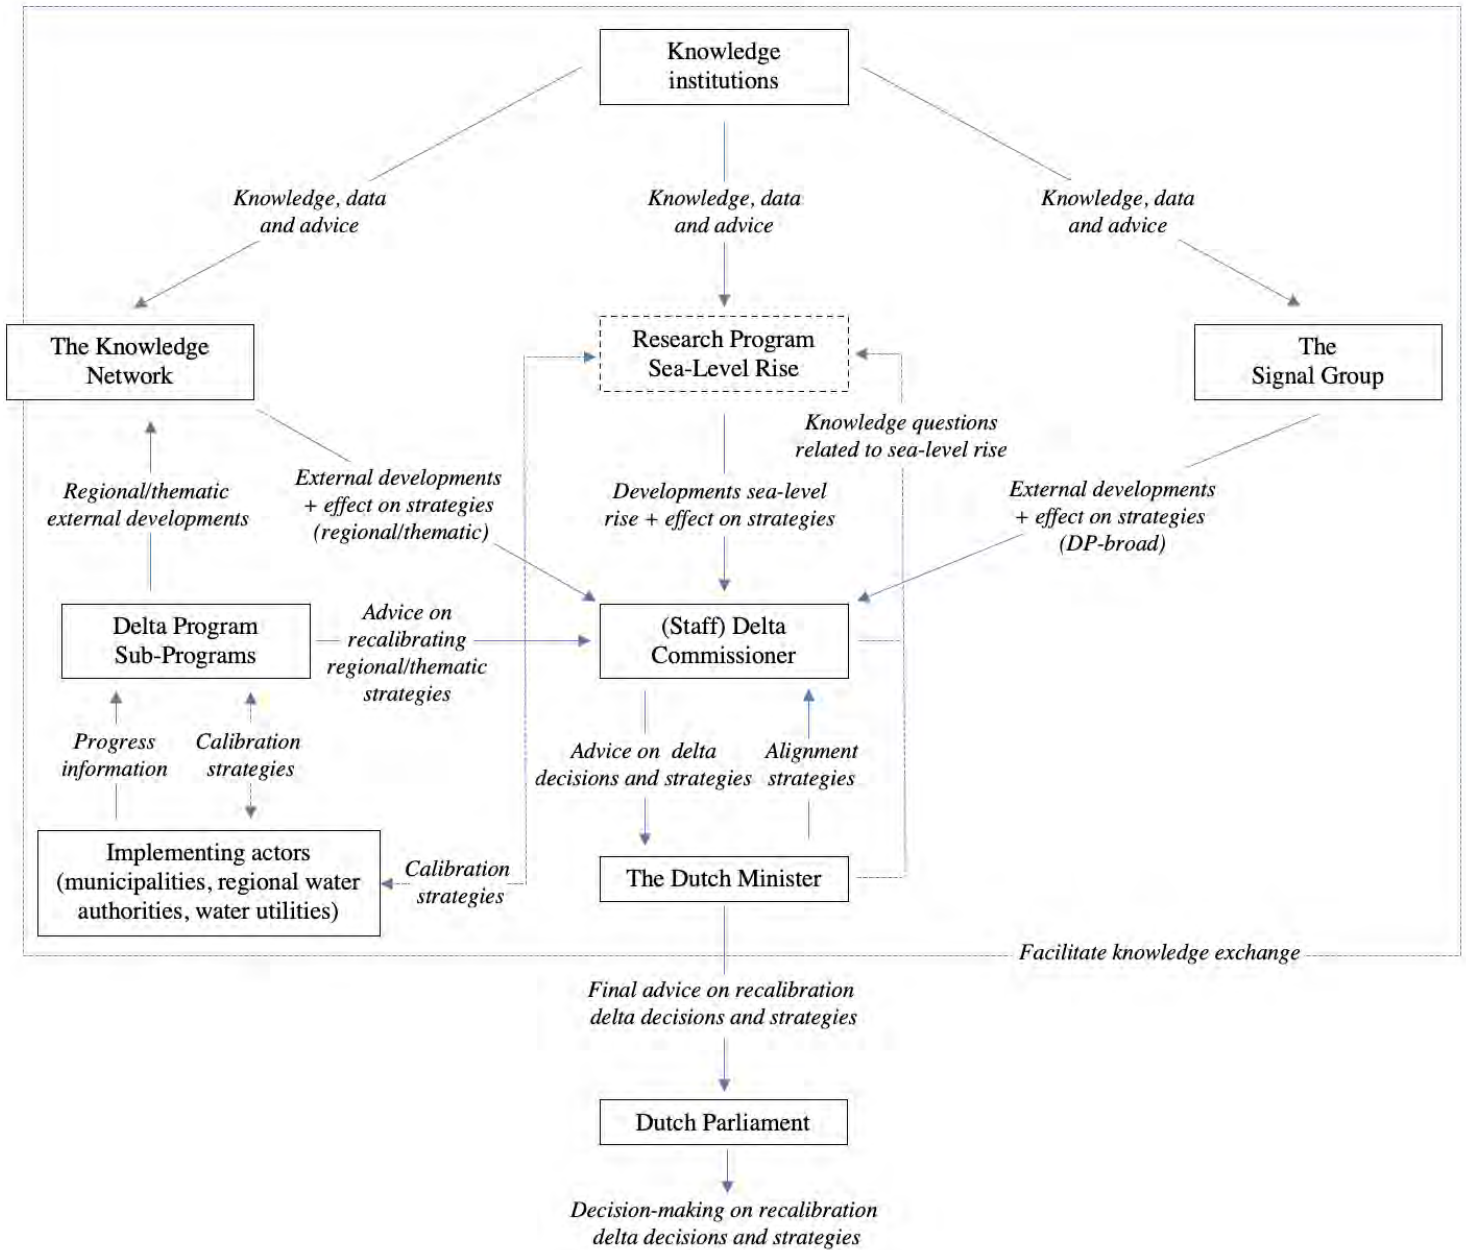 Knowledge
institutions
Knowledge, data
and advice
Knowledge, data
and advice
Knowledge, data
and advice
The Knowledge
Network
Research Program
Sea-Level Rise
The
Signal Group
Knowledge questions
related to sea-level rise
Regional/thematic
external developments
External developments
+ effect on strategies
(regional/thematic)
Developments sea-level
rise + effect on strategies
External developments
+ effect on strategies
(DP-broad)
Delta Program
Sub-Programs
Advice on
recalibrating
regional/thematic
strategies
(Staff) Delta
Commissioner
Progress
information
Calibration
strategies
Advice on delta
decisions and strategies
Alignment
strategies
Implementing actors
(municipalities, regional water
authorities, water utilities)
Calibration
strategies
The Dutch Minister
Facilitate knowledge exchange
Final advice on recalibration
delta decisions and strategies
Dutch Parliament
Decision-making on recalibration
delta decisions and strategies